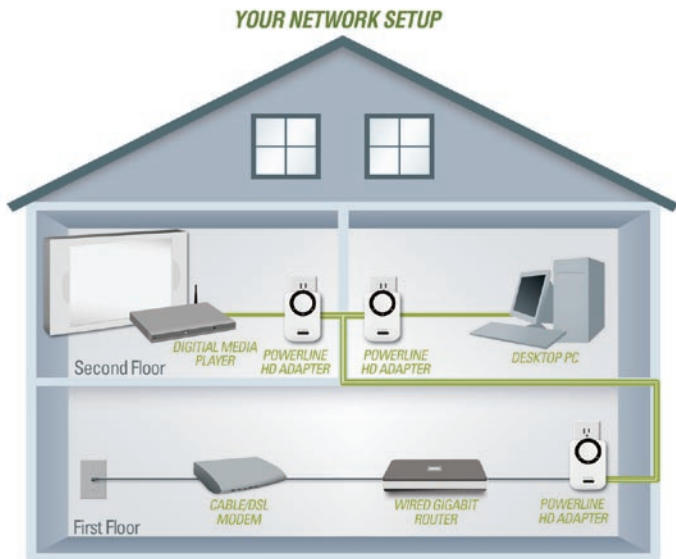 YOUR NETWORK SETUP
DIGITIAL MEDIA
PLAYER
POWERLINE
HD ADAPTER
POWERLINE
HD ADAPTER
DESKTOP PC
Second Floor
CABLE/DSL
MODEM
WIRED GIGABIT
ROUTER
POWERLINE
HD ADAPTER
First Floor